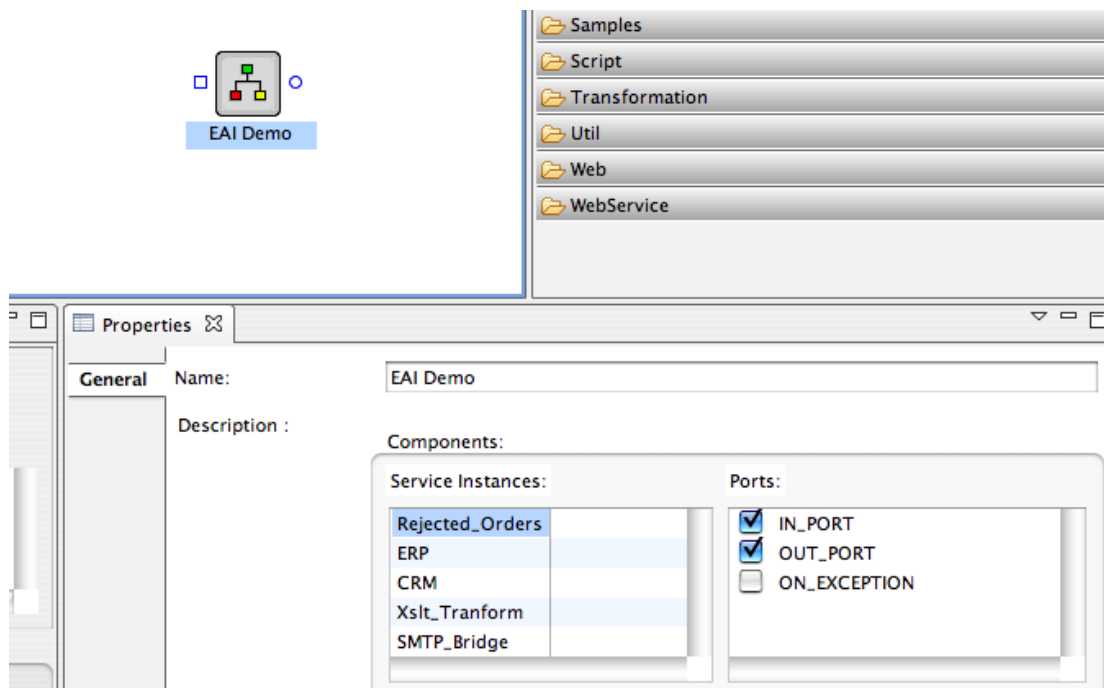 Samples
Script
Transformation
Util
Web
WebService
EAI Demo
Properties
General
Name:
EAI Demo
Description :
Components:
Service Instances:
Ports:
Rejected_Orders
ERP
CRM
Xslt_Tranform
SMTP_Bridge
IN_PORT
OUT_PORT
ON_EXCEPTION